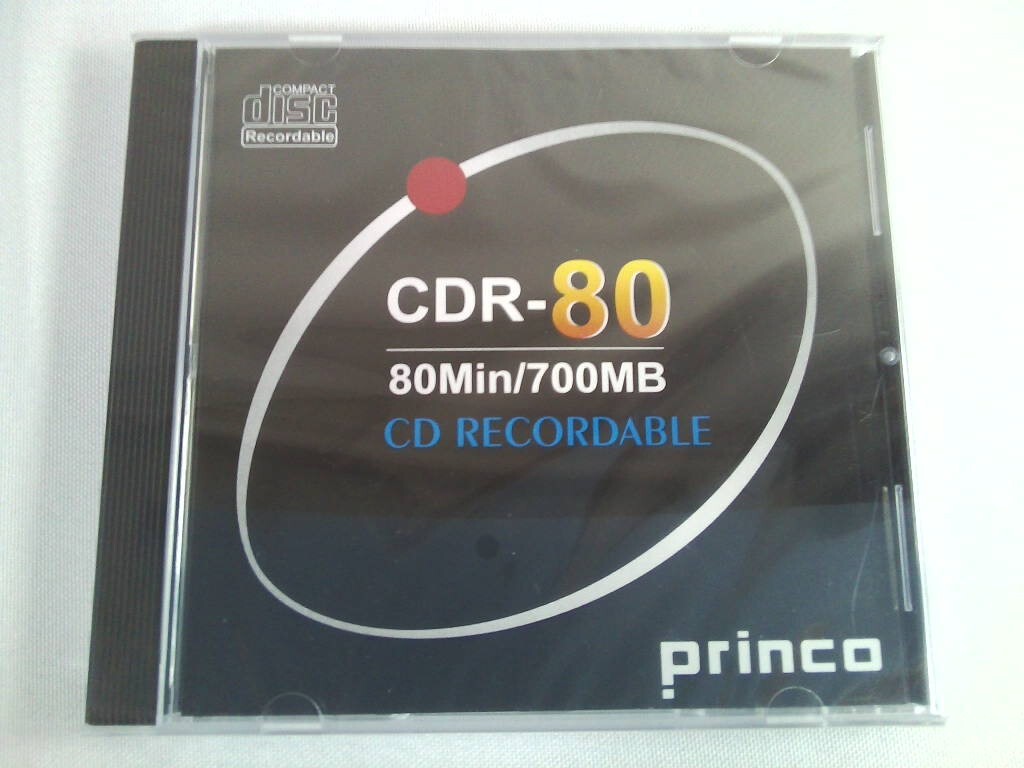 COMPACT
disc
Recordable
CDR-80
80Min/700MB
CD RECORDABLE
princo